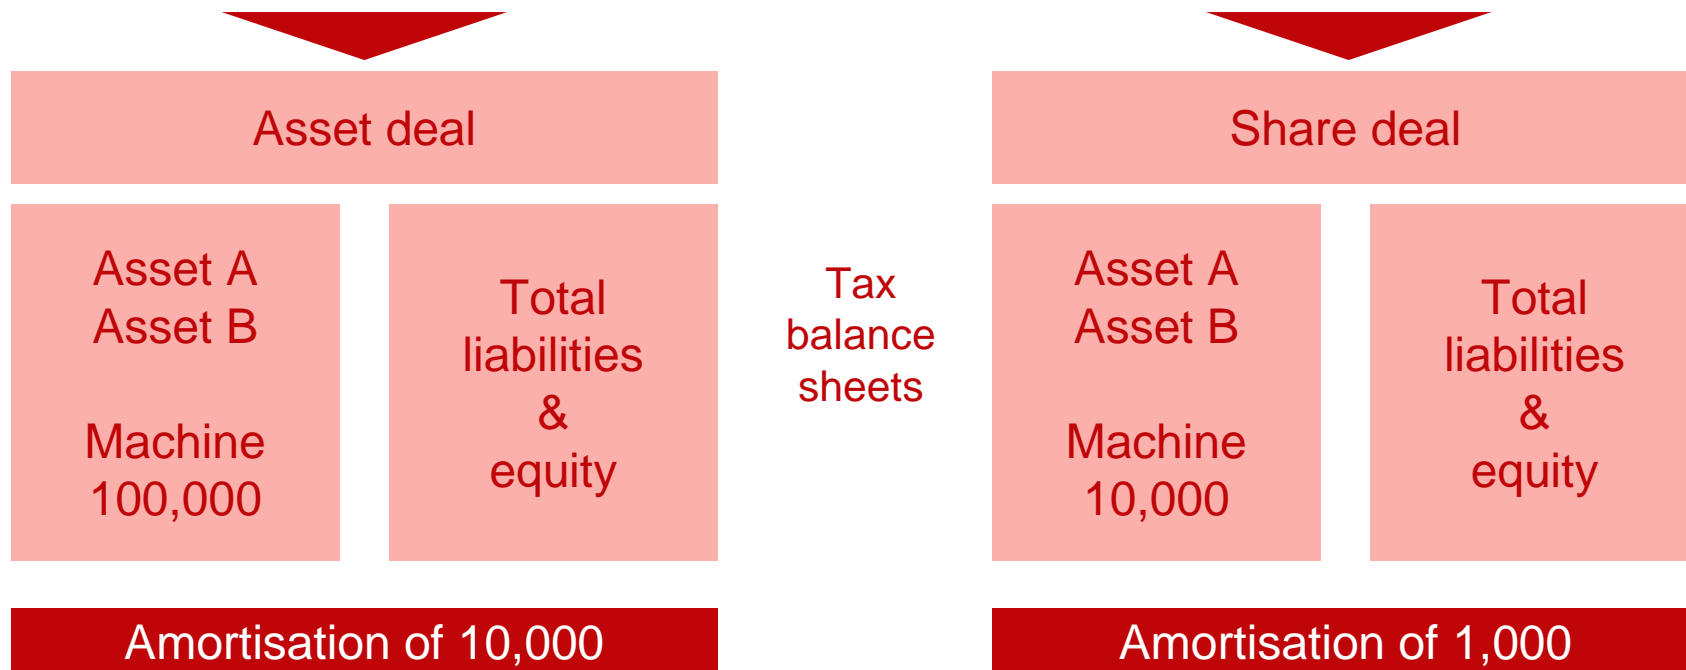 Asset deal
Asset A
Asset B
Machine
100,000
Total
liabilities
&
equity
Amortisation of 10,000
Tax
balance
sheets
Share deal
Asset A
Asset B
Machine
10,000
Total
liabilities
&
equity
Amortisation of 1,000